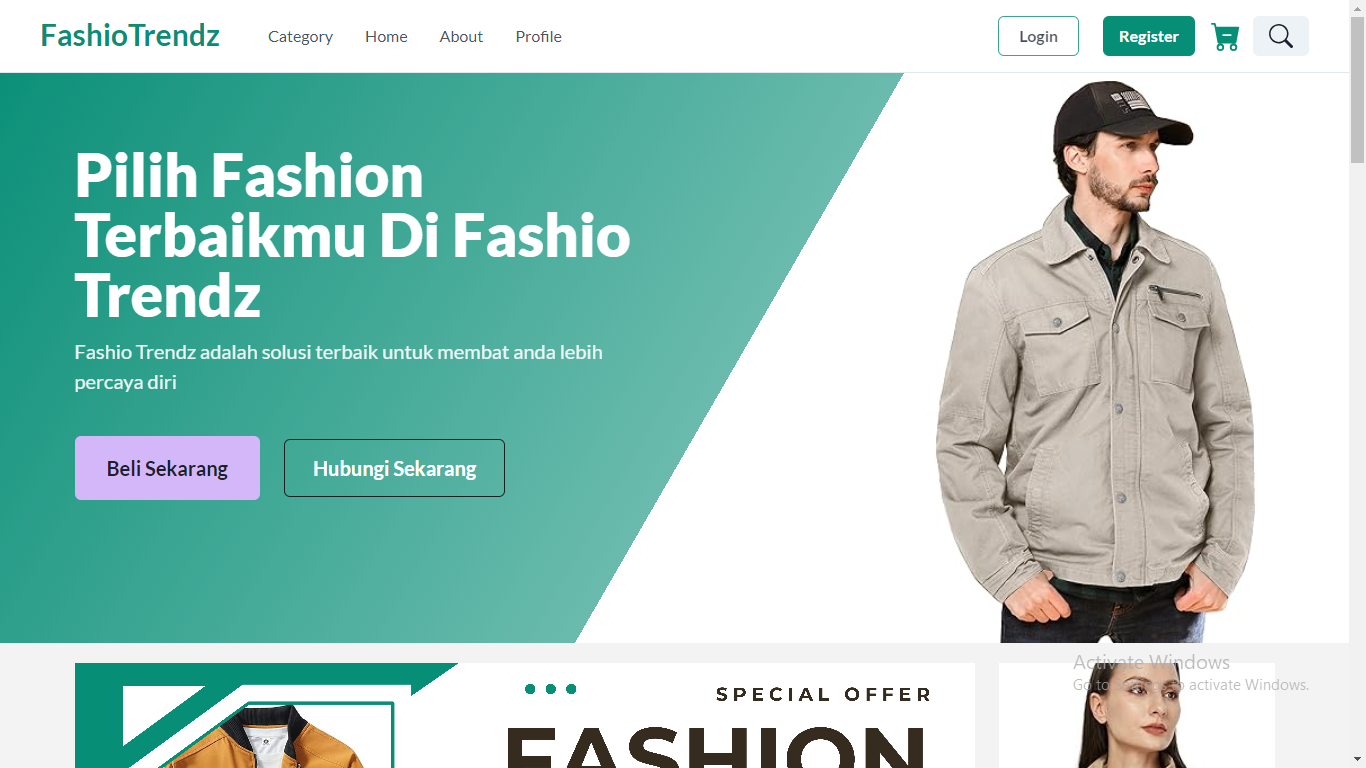 FashioTrendz Category Home About Profile Login Register
Pilih Fashion
Terbaikmu Di Fashio
Trendz
Fashio Trendz adalah solusi terbaik untuk membat anda lebih
percaya diri
Beli Sekarang Hubungi Sekarang
Activate Windows
Go to to activate Windows.
SPECIAL OFFER
FASHION